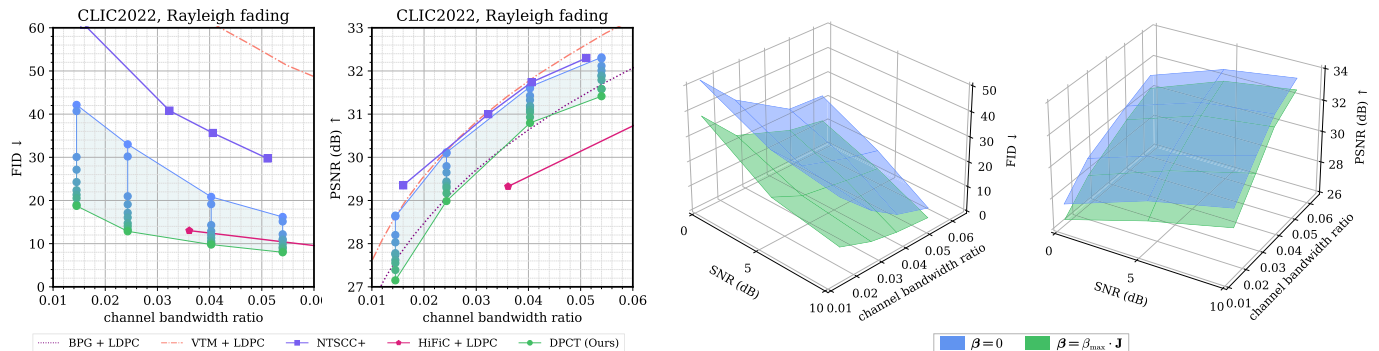 CLIC2022, Rayleigh fading
FID ↓
60
50
40
30
20
10
0
0.01 0.02 0.03 0.04 0.05 0.0
channel bandwidth ratio
CLIC2022, Rayleigh fading
PSNR (dB) ↑
33
32
31
30
29
28
27
0.01 0.02 0.03 0.04 0.05 0.06
channel bandwidth ratio
BPG + LDPC VTM + LDPC NTSCC+ HiFiC + LDPC DPCT (Ours)
50
40
30
20
10
0
FID ↓
0
5
10
SNR (dB)
0.01
0.02
0.03
0.04
0.05
0.06
channel bandwidth ratio
34
32
30
28
26
PSNR (dB) ↑
0
5
10
SNR (dB)
0.01
0.02
0.03
0.04
0.05
0.06
channel bandwidth ratio
β = 0 β = βmax · J